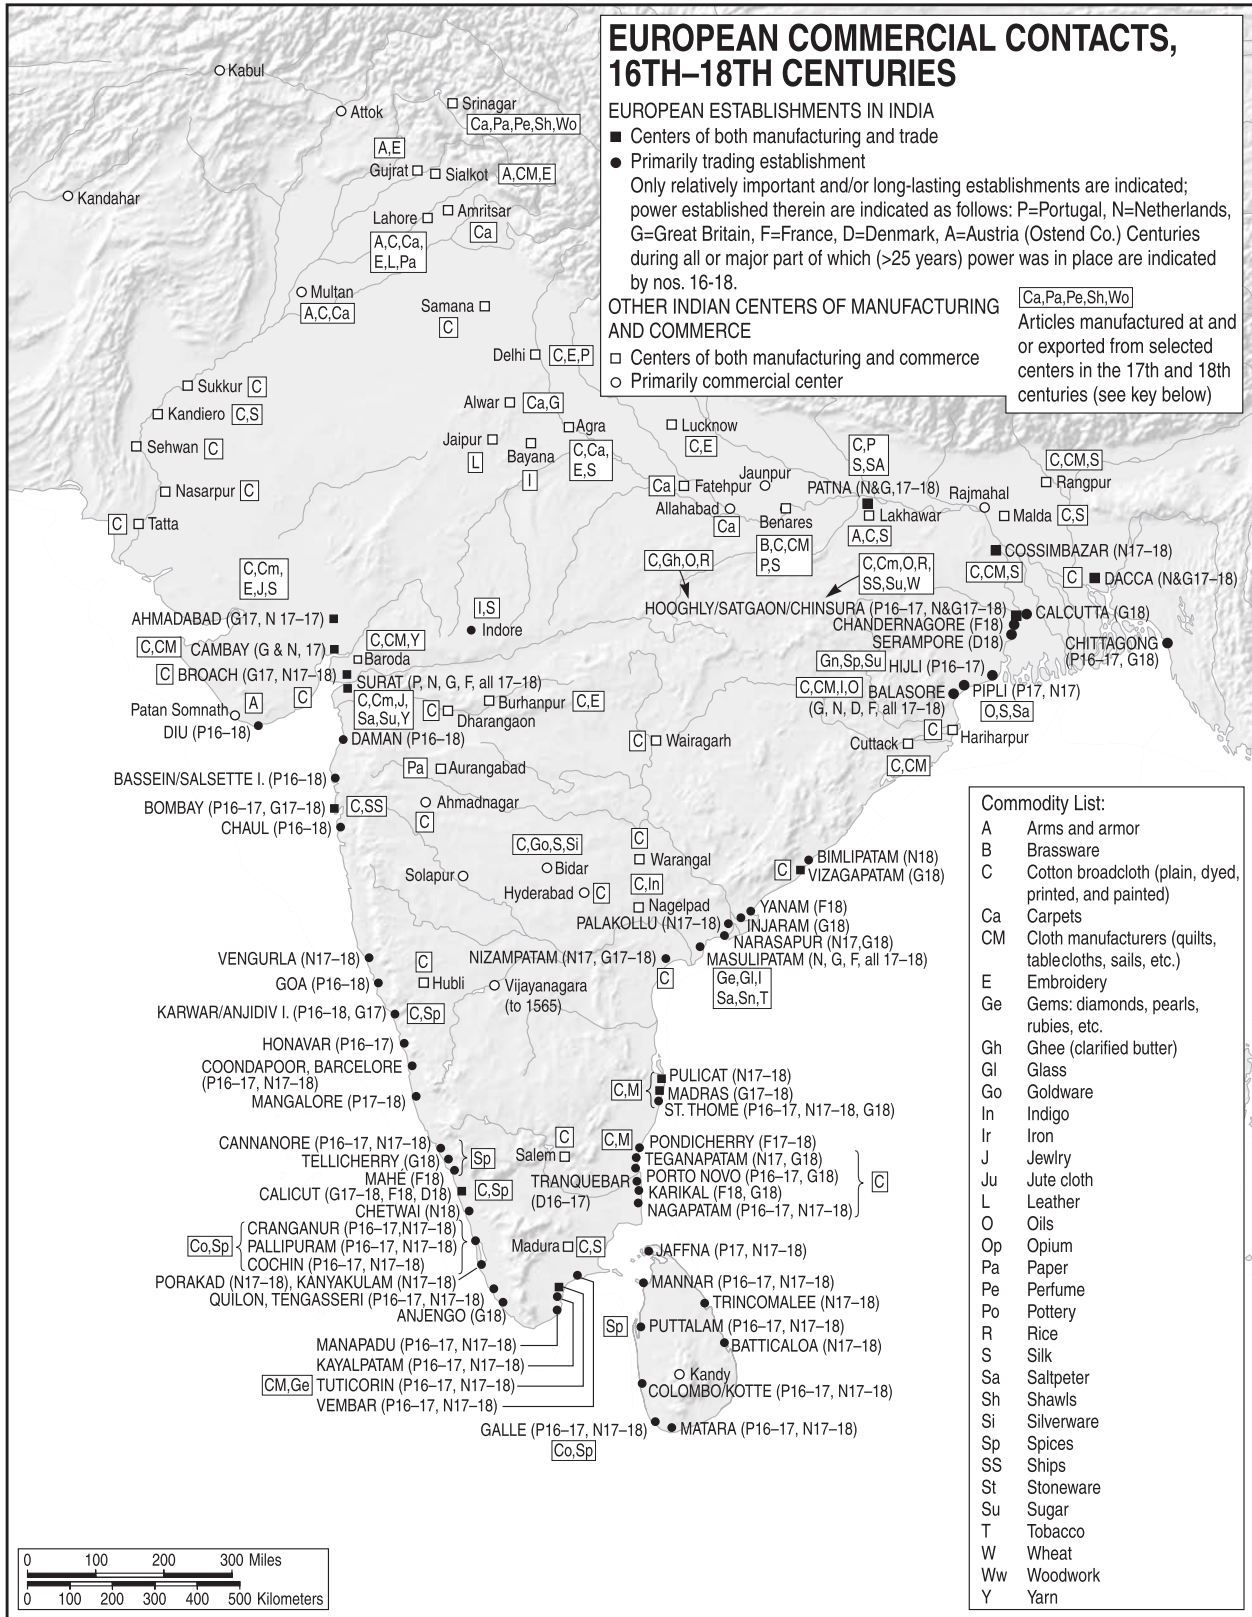 EUROPEAN COMMERCIAL CONTACTS,
16TH–18TH CENTURIES
EUROPEAN ESTABLISHMENTS IN INDIA
Centers of both manufacturing and trade
Primarily trading establishment
Only relatively important and/or long-lasting establishments are indicated;
power established therein are indicated as follows: P=Portugal, N=Netherlands,
G=Great Britain, F=France, D=Denmark, A=Austria (Ostend Co.) Centuries
during all or major part of which (>25 years) power was in place are indicated
by nos. 16-18.
OTHER INDIAN CENTERS OF MANUFACTURING
AND COMMERCE
Centers of both manufacturing and commerce
Primarily commercial center
Ca,Pa,Pe,Sh,Wo
Articles manufactured at and
or exported from selected
centers in the 17th and 18th
centuries (see key below)
Kabul
Attok
Srinagar
Ca,Pa,Pe,Sh,Wo
A,E
Gujrat
Sialkot
A,CM,E
Kandahar
Lahore
Amritsar
Ca
A,C,Ca,
E,L,Pa
Multan
A,C,Ca
Samana
C
Delhi
C,E,P
Sukkur
C
Kandiero
C,S
Sehwan
C
Nasarpur
C
C
Tatta
Alwar
Ca,G
Agra
C,Ca,
E,S
Jaipur
L
Bayana
I
Lucknow
C,E
Jaunpur
Ca
Fatehpur
Allahabad
Ca
Benares
B,C,CM
P,S
C,P
S,SA
PATNA (N&G,17–18)
Lakhawar
A,C,S
Rajmahal
C,CM,S
Rangpur
Malda
C,S
COSSIMBAZAR (N17–18)
C,CM,S
C
DACCA (N&G17–18)
C,Gh,O,R
C,Cm,O,R,
SS,Su,W
HOOGHLY/SATGAON/CHINSURA (P16–17, N&G17–18)
CALCUTTA (G18)
CHANDERNAGORE (F18)
SERAMPORE (D18)
CHITTAGONG
(P16–17, G18)
Gn,Sp,Su
HIJLI (P16–17)
C,CM,I,O
BALASORE
(G, N, D, F, all 17–18)
PIPLI (P17, N17)
O,S,Sa
C
Hariharpur
Cuttack
C,CM
C,Cm,
E,J,S
AHMADABAD (G17, N 17–17)
I,S
Indore
C,CM
CAMBAY (G & N, 17)
C,CM,Y
Baroda
C
BROACH (G17, N17–18)
SURAT (P, N, G, F, all 17–18)
C,Cm,J,
Sa,Su,Y
C
A
Patan Somnath
DIU (P16–18)
C
Dharangaon
Burhanpur
C,E
DAMAN (P16–18)
C
Wairagarh
Pa
Aurangabad
BASSEIN/SALSETTE I. (P16–18)
BOMBAY (P16–17, G17–18)
C,SS
Ahmadnagar
C
CHAUL (P16–18)
C,Go,S,Si
Bidar
Solapur
Hyderabad
C
C
Warangal
C,In
Nagelpad
C
BIMLIPATAM (N18)
VIZAGAPATAM (G18)
YANAM (F18)
PALAKOLLU (N17–18)
INJARAM (G18)
NARASAPUR (N17,G18)
NIZAMPATAM (N17, G17–18)
MASULIPATAM (N, G, F, all 17–18)
C
Ge,Gl,I
Sa,Sn,T
VENGURLA (N17–18)
C
Hubli
GOA (P16–18)
Vijayanagara
(to 1565)
KARWAR/ANJIDIV I. (P16–18, G17)
C,Sp
HONAVAR (P16–17)
COONDAPOOR, BARCELORE
(P16–17, N17–18)
MANGALORE (P17–18)
C,M
PULICAT (N17–18)
MADRAS (G17–18)
ST. THOME (P16–17, N17–18, G18)
CANNANORE (P16–17, N17–18)
TELLICHERRY (G18)
MAHÉ (F18)
Sp
CALICUT (G17–18, F18, D18)
C,Sp
CHETWAI (N18)
C
Salem
C,M
PONDICHERRY (F17–18)
TEGANAPATAM (N17, G18)
TRANQUEBAR
(D16–17)
PORTO NOVO (P16–17, G18)
KARIKAL (F18, G18)
NAGAPATAM (P16–17, N17–18)
C
Co,Sp
CRANGANUR (P16–17,N17–18)
PALLIPURAM (P16–17, N17–18)
COCHIN (P16–17, N17–18)
Madura
C,S
PORAKAD (N17–18), KANYAKULAM (N17–18)
QUILON, TENGASSERI (P16–17, N17–18)
ANJENGO (G18)
MANAPADU (P16–17, N17–18)
KAYALPATAM (P16–17, N17–18)
CM,Ge
TUTICORIN (P16–17, N17–18)
VEMBAR (P16–17, N17–18)
JAFFNA (P17, N17–18)
MANNAR (P16–17, N17–18)
TRINCOMALEE (N17–18)
Sp
PUTTALAM (P16–17, N17–18)
BATTICALOA (N17–18)
Kandy
COLOMBO/KOTTE (P16–17, N17–18)
GALLE (P16–17, N17–18)
MATARA (P16–17, N17–18)
Co,Sp
Commodity List:
A Arms and armor
B Brassware
C Cotton broadcloth (plain, dyed,
printed, and painted)
Ca Carpets
CM Cloth manufacturers (quilts,
tablecloths, sails, etc.)
E Embroidery
Ge Gems: diamonds, pearls,
rubies, etc.
Gh Ghee (clarified butter)
Gl Glass
Go Goldware
In Indigo
Ir Iron
J Jewlry
Ju Jute cloth
L Leather
O Oils
Op Opium
Pa Paper
Pe Perfume
Po Pottery
R Rice
S Silk
Sa Saltpeter
Sh Shawls
Si Silverware
Sp Spices
SS Ships
St Stoneware
Su Sugar
T Tobacco
W Wheat
Ww Woodwork
Y Yarn
0 100 200 300 Miles
0 100 200 300 400 500 Kilometers